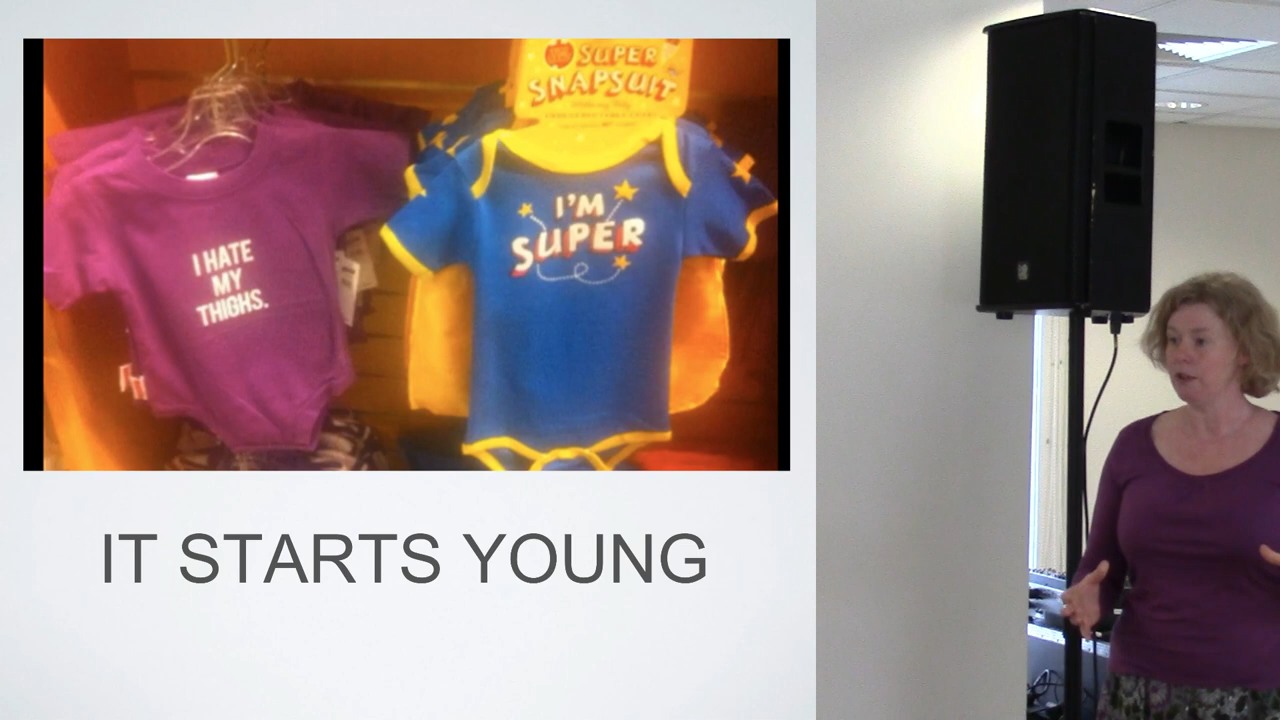 SUPER
SNAPSUIT
I HATE
MY
THIGHS.
I'M
SUPER
IT STARTS YOUNG